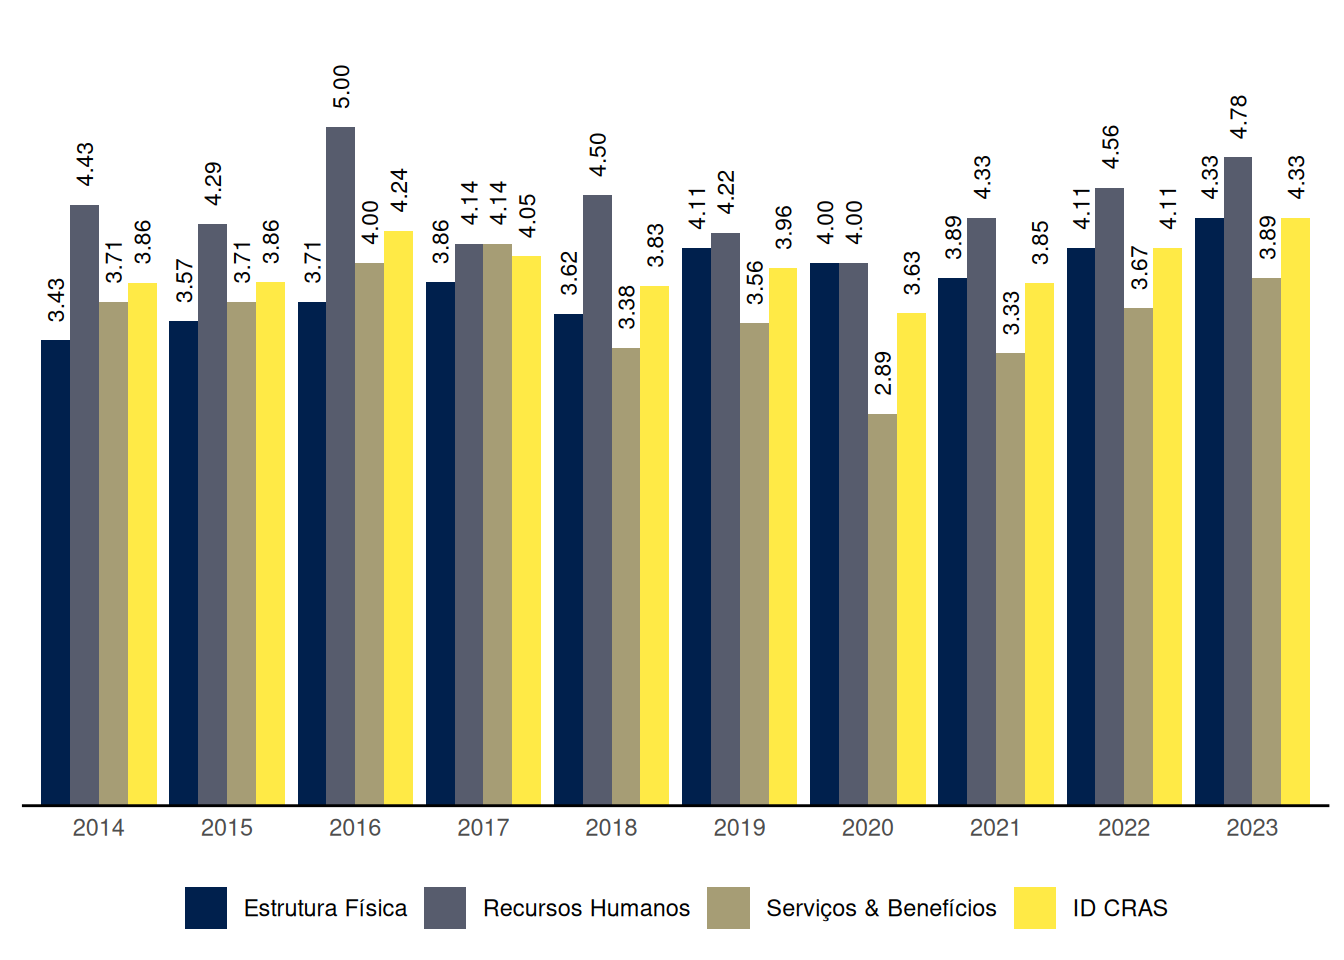 3.43 4.43 3.71 3.86
3.57 4.29 3.71 3.86
3.71 5.00 4.00 4.24
3.86 4.14 4.14 4.05
3.62 4.50 3.38 3.83
4.11 4.22 3.56 3.96
4.00 4.00 2.89 3.63
3.89 4.33 3.33 3.85
4.11 4.56 3.67 4.11
4.33 4.78 3.89 4.33
2014 2015 2016 2017 2018 2019 2020 2021 2022 2023
Estrutura Física Recursos Humanos Serviços & Benefícios ID CRAS